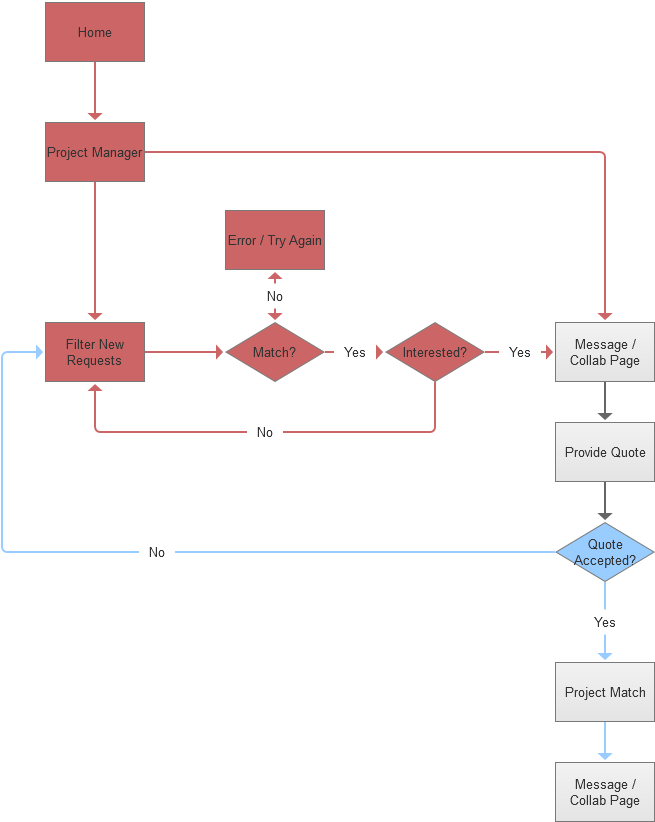 Home
Project Manager
Error / Try Again
No
Filter New
Requests
Match?
Yes
Interested?
Yes
Message /
Collab Page
No
Provide Quote
Quote
Accepted?
No
Yes
Project Match
Message /
Collab Page